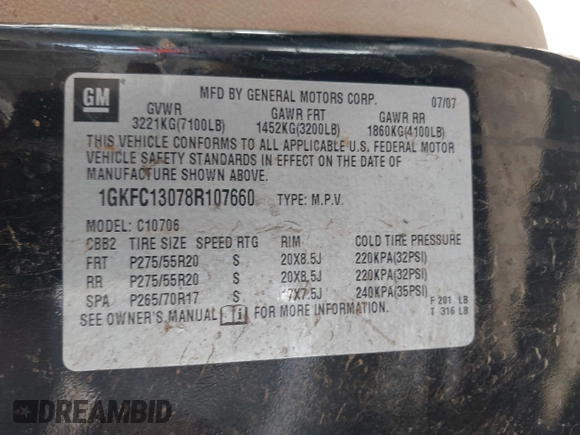 GM
MFD BY GENERAL MOTORS CORP. 07/07
GVWR GAWR FRT GAWR RR
3221KG(7100LB) 1452KG(3200LB) 1860KG(4100LB)
THIS VEHICLE CONFORMS TO ALL APPLICABLE U.S. FEDERAL MOTOR
VEHICLE SAFETY STANDARDS IN EFFECT ON THE DATE OF
MANUFACTURE SHOWN ABOVE.
1GKFC13078R107660 TYPE: M.P.V.
MODEL: C10706
CBB2 TIRE SIZE SPEED RTG RIM COLD TIRE PRESSURE
FRT P275/55R20 S 20X8.5J 220KPA(32PSI)
RR P275/55R20 S 20X8.5J 220KPA(32PSI)
SPA P265/70R17 S 17X7.5J 240KPA(35PSI)
SEE OWNER'S MANUAL i FOR MORE INFORMATION.
F 201 LB
T 316 LB
DREAMBID